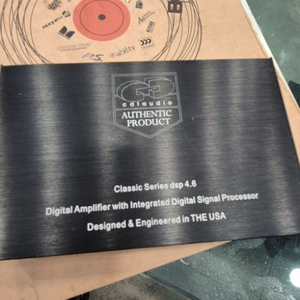 cdtaudio
AUTHENTIC
PRODUCT
Classic Series dsp 4.6
Digital Amplifier with Integrated Digital Signal Processor
Designed & Engineered in THE USA